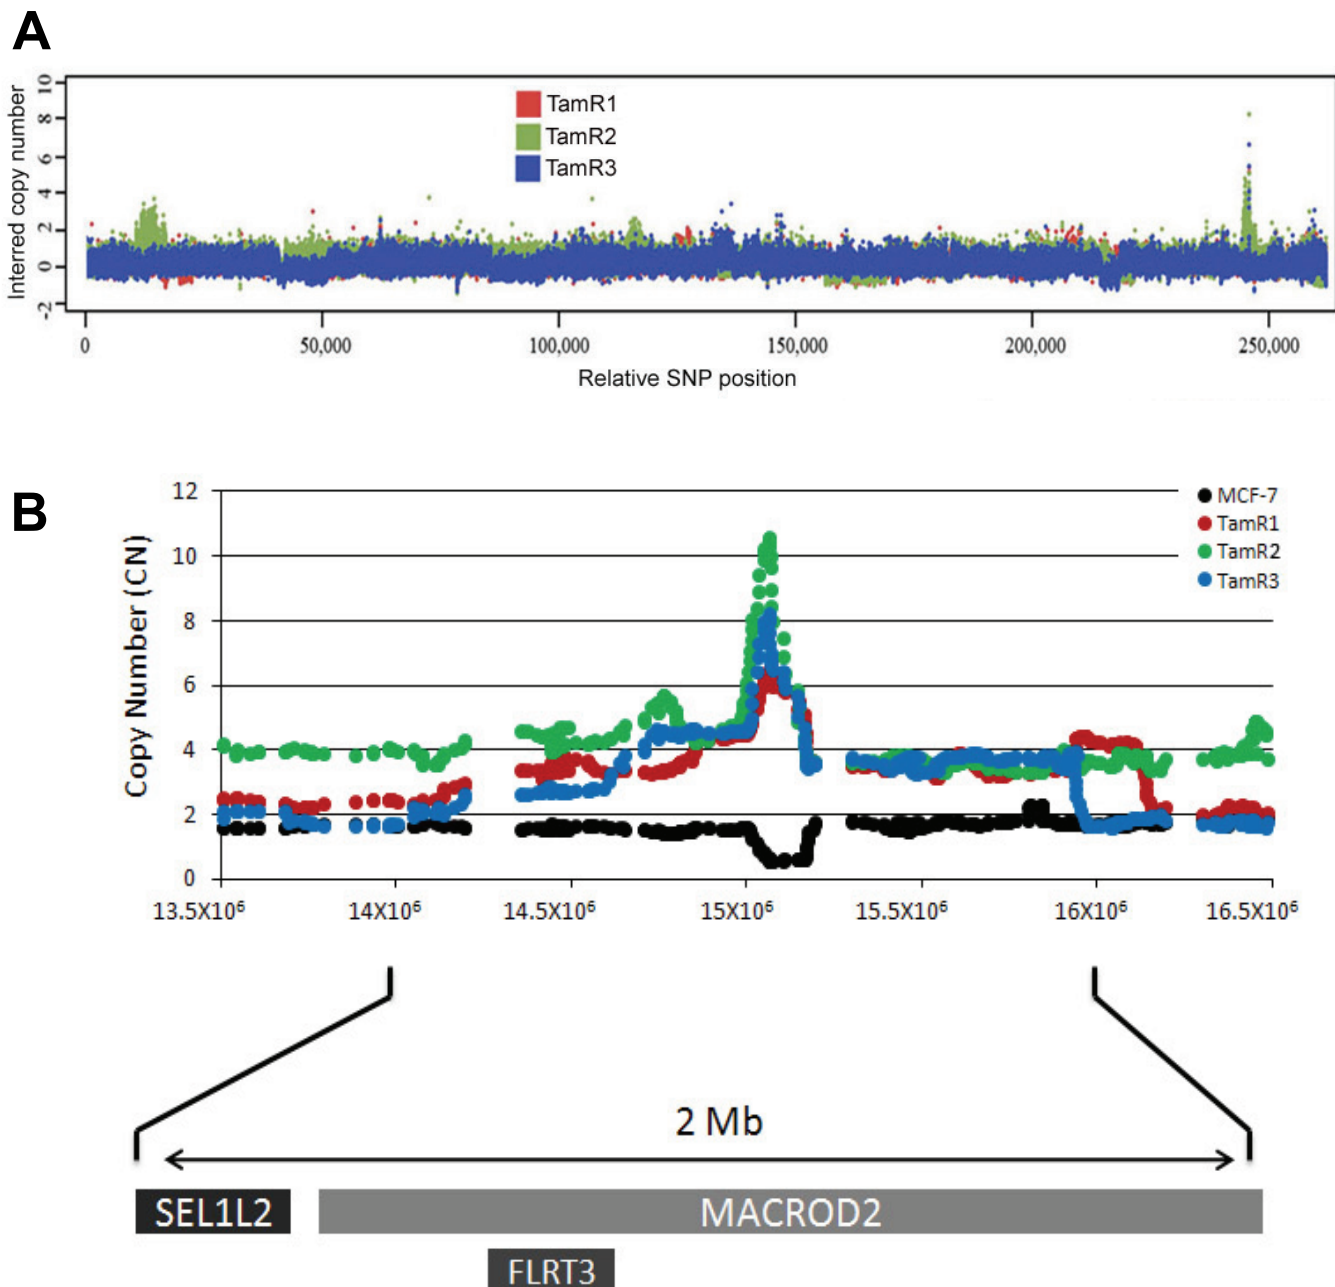 A
Interred copy number
10
8
6
4
2
0
-2
TamR1
TamR2
TamR3
0 50,000 100,000 150,000 200,000 250,000
Relative SNP position
B
Copy Number (CN)
12
10
8
6
4
2
0
MCF-7
TamR1
TamR2
TamR3
13.5X10⁶ 14X10⁶ 14.5X10⁶ 15X10⁶ 15.5X10⁶ 16X10⁶ 16.5X10⁶
2 Mb
SEL1L2 MACROD2
FLRT3